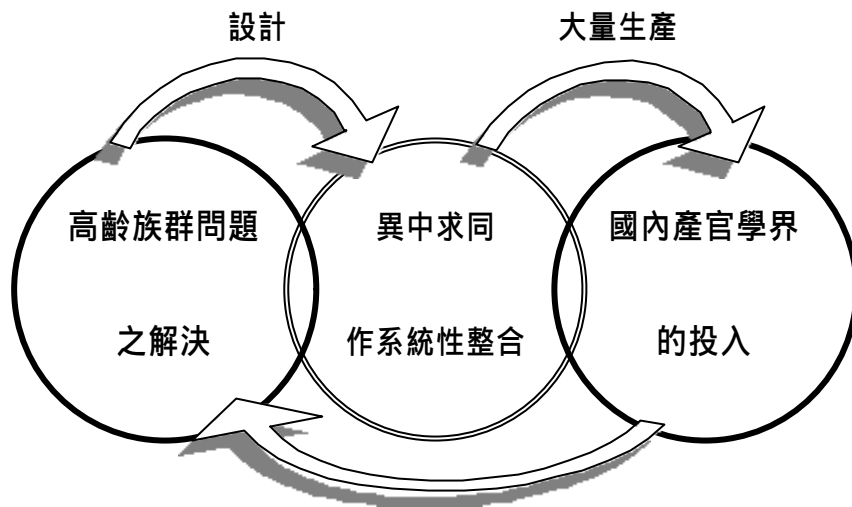 設計
大量生產
高齡族群問題
之解決
異中求同
作系統性整合
國內產官學界
的投入